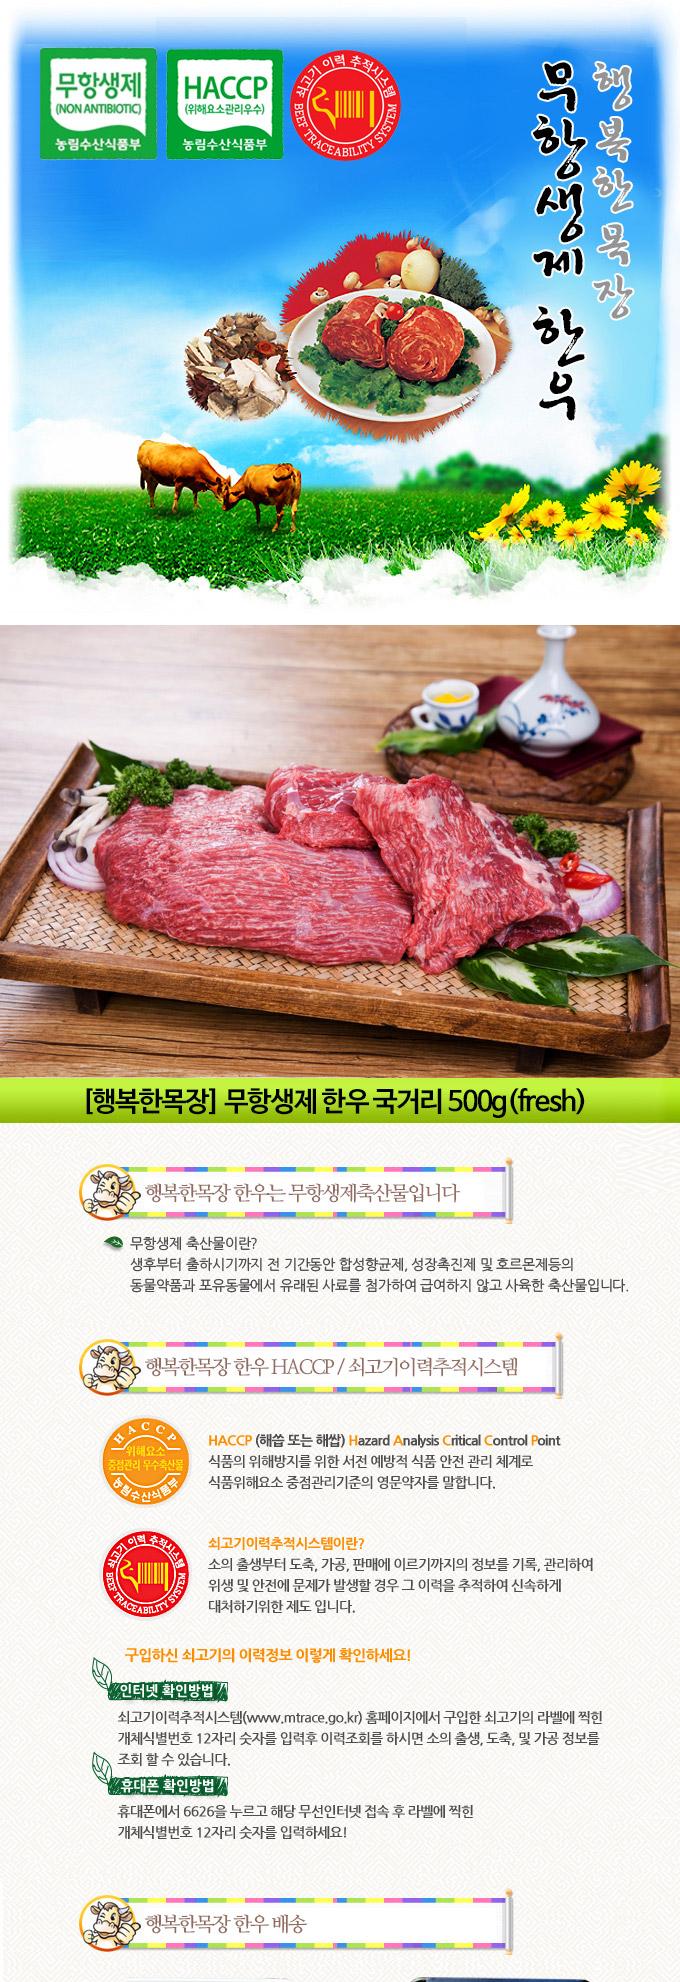 무항생제
(NON ANTIBIOTIC)
농림수산식품부
HACCP
(위해요소관리우수)
농림수산식품부
쇠고기 이력 추적시스템
BEEF TRACEABILITY SYSTEM
행복한목장
무항생제 한우
[행복한목장] 무항생제 한우 국거리 500g(fresh)
행복한목장 한우는 무항생제축산물입니다
무항생제 축산물이란?
생후부터 출하시기까지 전 기간동안 합성항균제, 성장촉진제 및 호르몬제등의
동물약품과 포유동물에서 유래된 사료를 첨가하여 급여하지 않고 사육한 축산물입니다.
행복한목장 한우 HACCP / 쇠고기이력추적시스템
HACCP
위해요소
중점관리 우수축산물
농림수산식품부
HACCP (해썹 또는 해쌉) Hazard Analysis Critical Control Point
식품의 위해방지를 위한 서전 예방적 식품 안전 관리 체계로
식품위해요소 중점관리기준의 영문약자를 말합니다.
쇠고기 이력 추적시스템
BEEF TRACEABILITY SYSTEM
쇠고기이력추적시스템이란?
소의 출생부터 도축, 가공, 판매에 이르기까지의 정보를 기록, 관리하여
위생 및 안전에 문제가 발생할 경우 그 이력을 추적하여 신속하게
대처하기위한 제도 입니다.
구입하신 쇠고기의 이력정보 이렇게 확인하세요!
인터넷 확인방법
쇠고기이력추적시스템(www.mtrace.go.kr) 홈페이지에서 구입한 쇠고기의 라벨에 찍힌
개체식별번호 12자리 숫자를 입력후 이력조회를 하시면 소의 출생, 도축, 및 가공 정보를
조회 할 수 있습니다.
휴대폰 확인방법
휴대폰에서 6626을 누르고 해당 무선인터넷 접속 후 라벨에 찍힌
개체식별번호 12자리 숫자를 입력하세요!
행복한목장 한우 배송